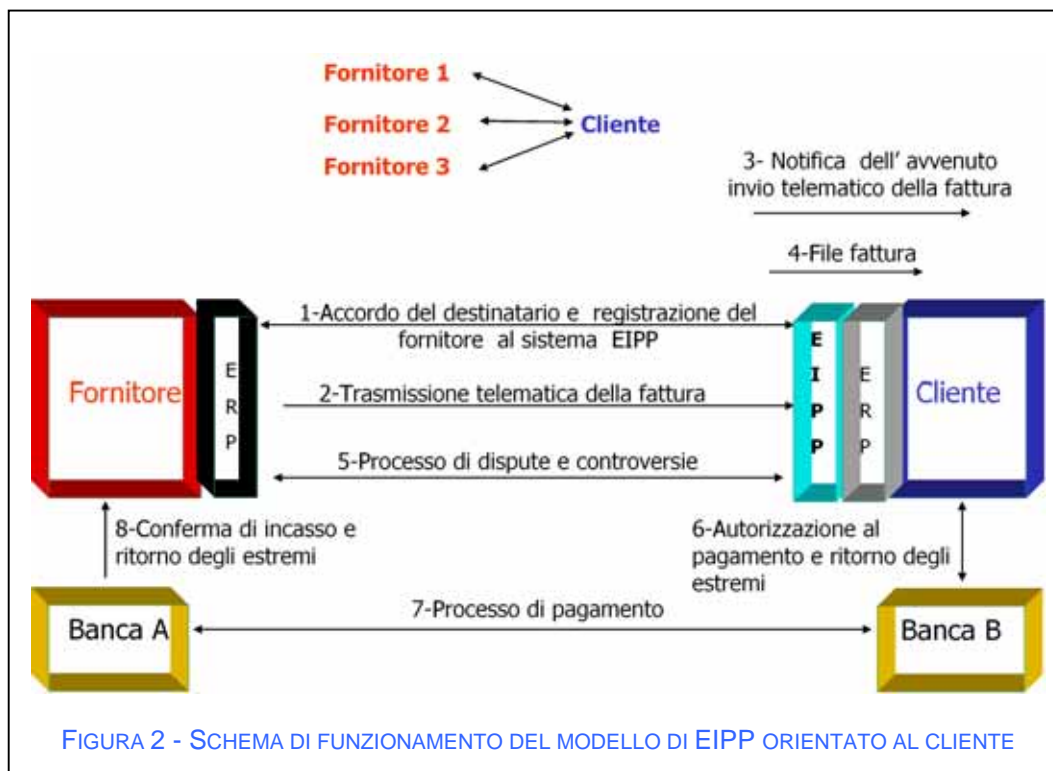 Fornitore 1
Fornitore 2
Cliente
Fornitore 3
3- Notifica dell' avvenuto
invio telematico della fattura
4-File fattura
1-Accordo del destinatario e registrazione del
fornitore al sistema EIPP
Fornitore
ERP
2-Trasmissione telematica della fattura
EIPP
ERP
Cliente
5-Processo di dispute e controversie
8-Conferma di incasso e
ritorno degli estremi
6-Autorizzazione al
pagamento e ritorno degli
estremi
7-Processo di pagamento
Banca A
Banca B
FIGURA 2 - SCHEMA DI FUNZIONAMENTO DEL MODELLO DI EIPP ORIENTATO AL CLIENTE